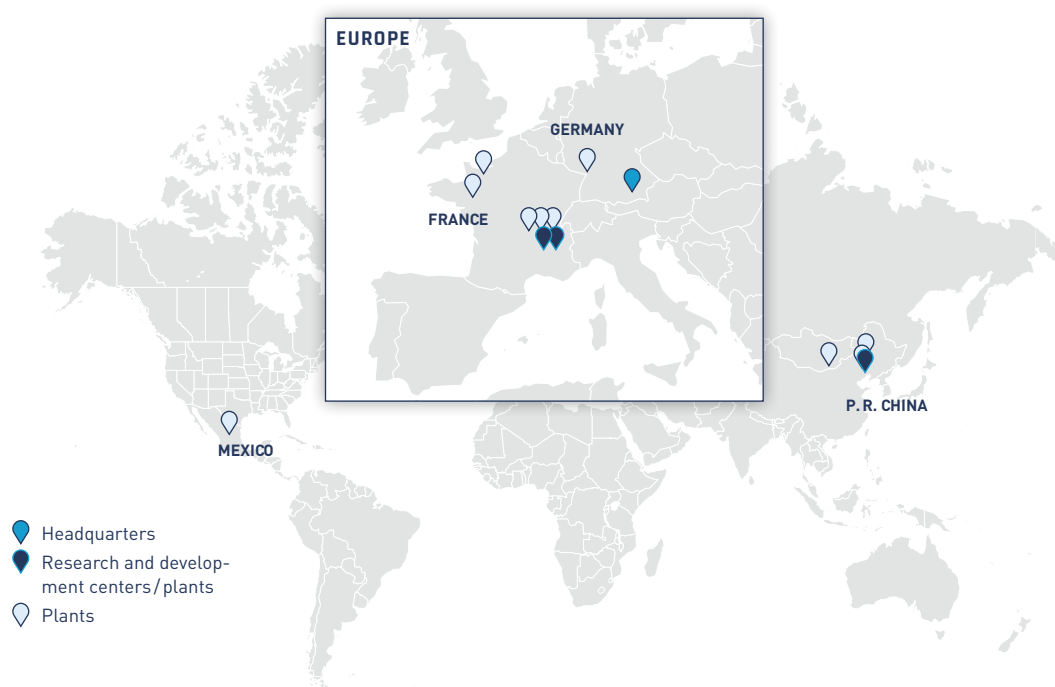 EUROPE
GERMANY
FRANCE
P. R. CHINA
MEXICO
Headquarters
Research and develop-
ment centers / plants
Plants